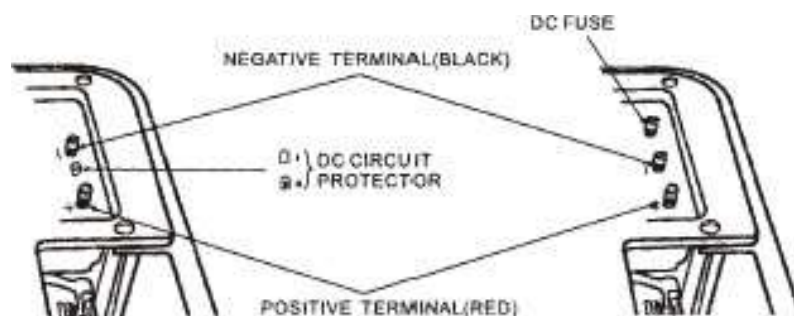 DC FUSE
NEGATIVE TERMINAL(BLACK)
DC CIRCUIT
PROTECTOR
POSITIVE TERMINAL(RED)